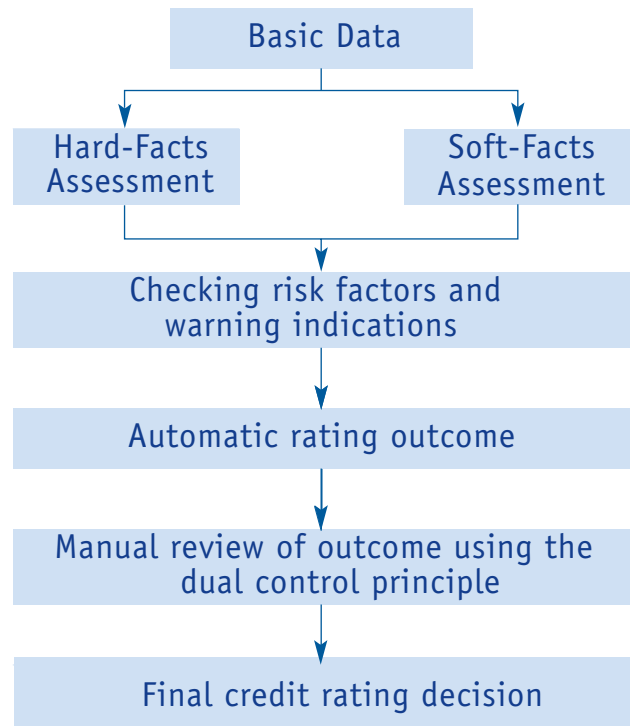 Basic Data
Hard-Facts
Assessment
Soft-Facts
Assessment
Checking risk factors and
warning indications
Automatic rating outcome
Manual review of outcome using the
dual control principle
Final credit rating decision